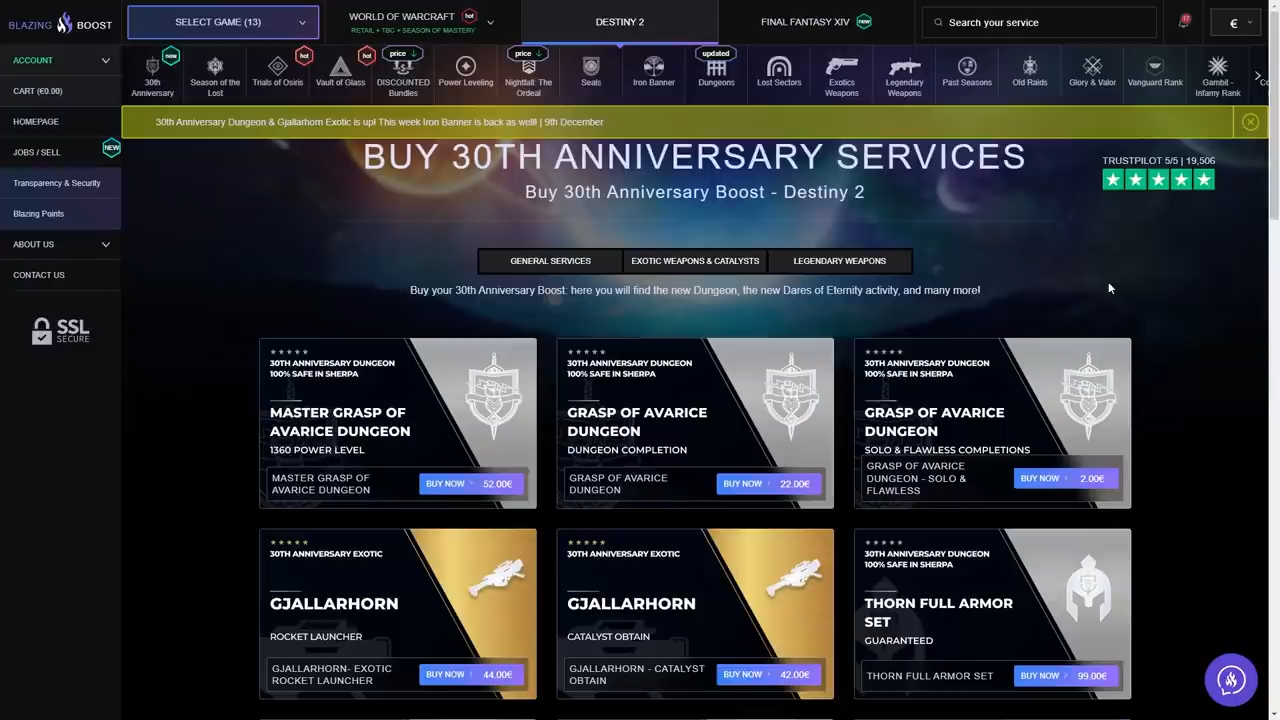 BLAZING BOOST
SELECT GAME (13)
WORLD OF WARCRAFT hot
RETAIL + TBC + SEASON OF MASTERY
DESTINY 2
FINAL FANTASY XIV new
Search your service
17
€
ACCOUNT
CART (€0.00)
HOMEPAGE
JOBS / SELL
NEW
Transparency & Security
Blazing Points
ABOUT US
CONTACT US
SSL
SECURE
new
30th
Anniversary
Season of the
Lost
hot
Trials of Osiris
hot
Vault of Glass
price ↓
DISCOUNTED
Bundles
Power Leveling
price ↓
Nightfall: The
Ordeal
Seals
Iron Banner
updated
Dungeons
Lost Sectors
Exotics
Weapons
Legendary
Weapons
Past Seasons
Old Raids
Glory & Valor
Vanguard Rank
Gambit -
Infamy Rank
Co
30th Anniversary Dungeon & Gjallarhorn Exotic is up! This week Iron Banner is back as well! | 9th December
BUY 30TH ANNIVERSARY SERVICES
Buy 30th Anniversary Boost - Destiny 2
TRUSTPILOT 5/5 | 19,506
GENERAL SERVICES
EXOTIC WEAPONS & CATALYSTS
LEGENDARY WEAPONS
Buy your 30th Anniversary Boost: here you will find the new Dungeon, the new Dares of Eternity activity, and many more!
30TH ANNIVERSARY DUNGEON
100% SAFE IN SHERPA
MASTER GRASP OF
AVARICE DUNGEON
1360 POWER LEVEL
MASTER GRASP OF
AVARICE DUNGEON
BUY NOW 52.00€
30TH ANNIVERSARY DUNGEON
100% SAFE IN SHERPA
GRASP OF AVARICE
DUNGEON
DUNGEON COMPLETION
GRASP OF AVARICE
DUNGEON
BUY NOW 22.00€
30TH ANNIVERSARY DUNGEON
100% SAFE IN SHERPA
GRASP OF AVARICE
DUNGEON
SOLO & FLAWLESS COMPLETIONS
GRASP OF AVARICE
DUNGEON - SOLO &
FLAWLESS
BUY NOW 2.00€
30TH ANNIVERSARY EXOTIC
GJALLARHORN
ROCKET LAUNCHER
GJALLARHORN- EXOTIC
ROCKET LAUNCHER
BUY NOW 44.00€
30TH ANNIVERSARY EXOTIC
GJALLARHORN
CATALYST OBTAIN
GJALLARHORN - CATALYST
OBTAIN
BUY NOW 42.00€
30TH ANNIVERSARY DUNGEON
100% SAFE IN SHERPA
THORN FULL ARMOR
SET
GUARANTEED
THORN FULL ARMOR SET
BUY NOW 99.00€